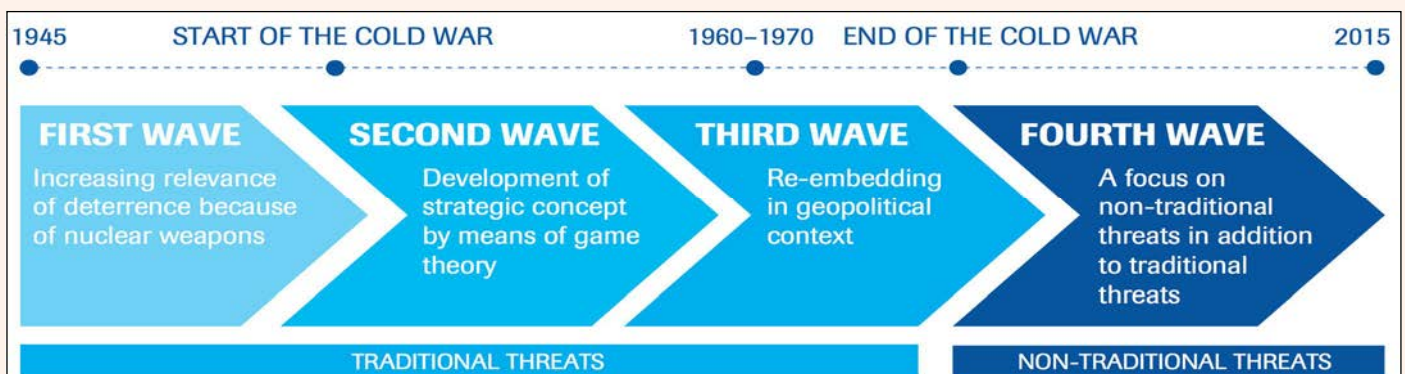 1945 START OF THE COLD WAR 1960–1970 END OF THE COLD WAR 2015
FIRST WAVE
Increasing relevance
of deterrence because
of nuclear weapons
SECOND WAVE
Development of
strategic concept
by means of game
theory
THIRD WAVE
Re-embedding
in geopolitical
context
FOURTH WAVE
A focus on
non-traditional
threats in addition
to traditional
threats
TRADITIONAL THREATS
NON-TRADITIONAL THREATS